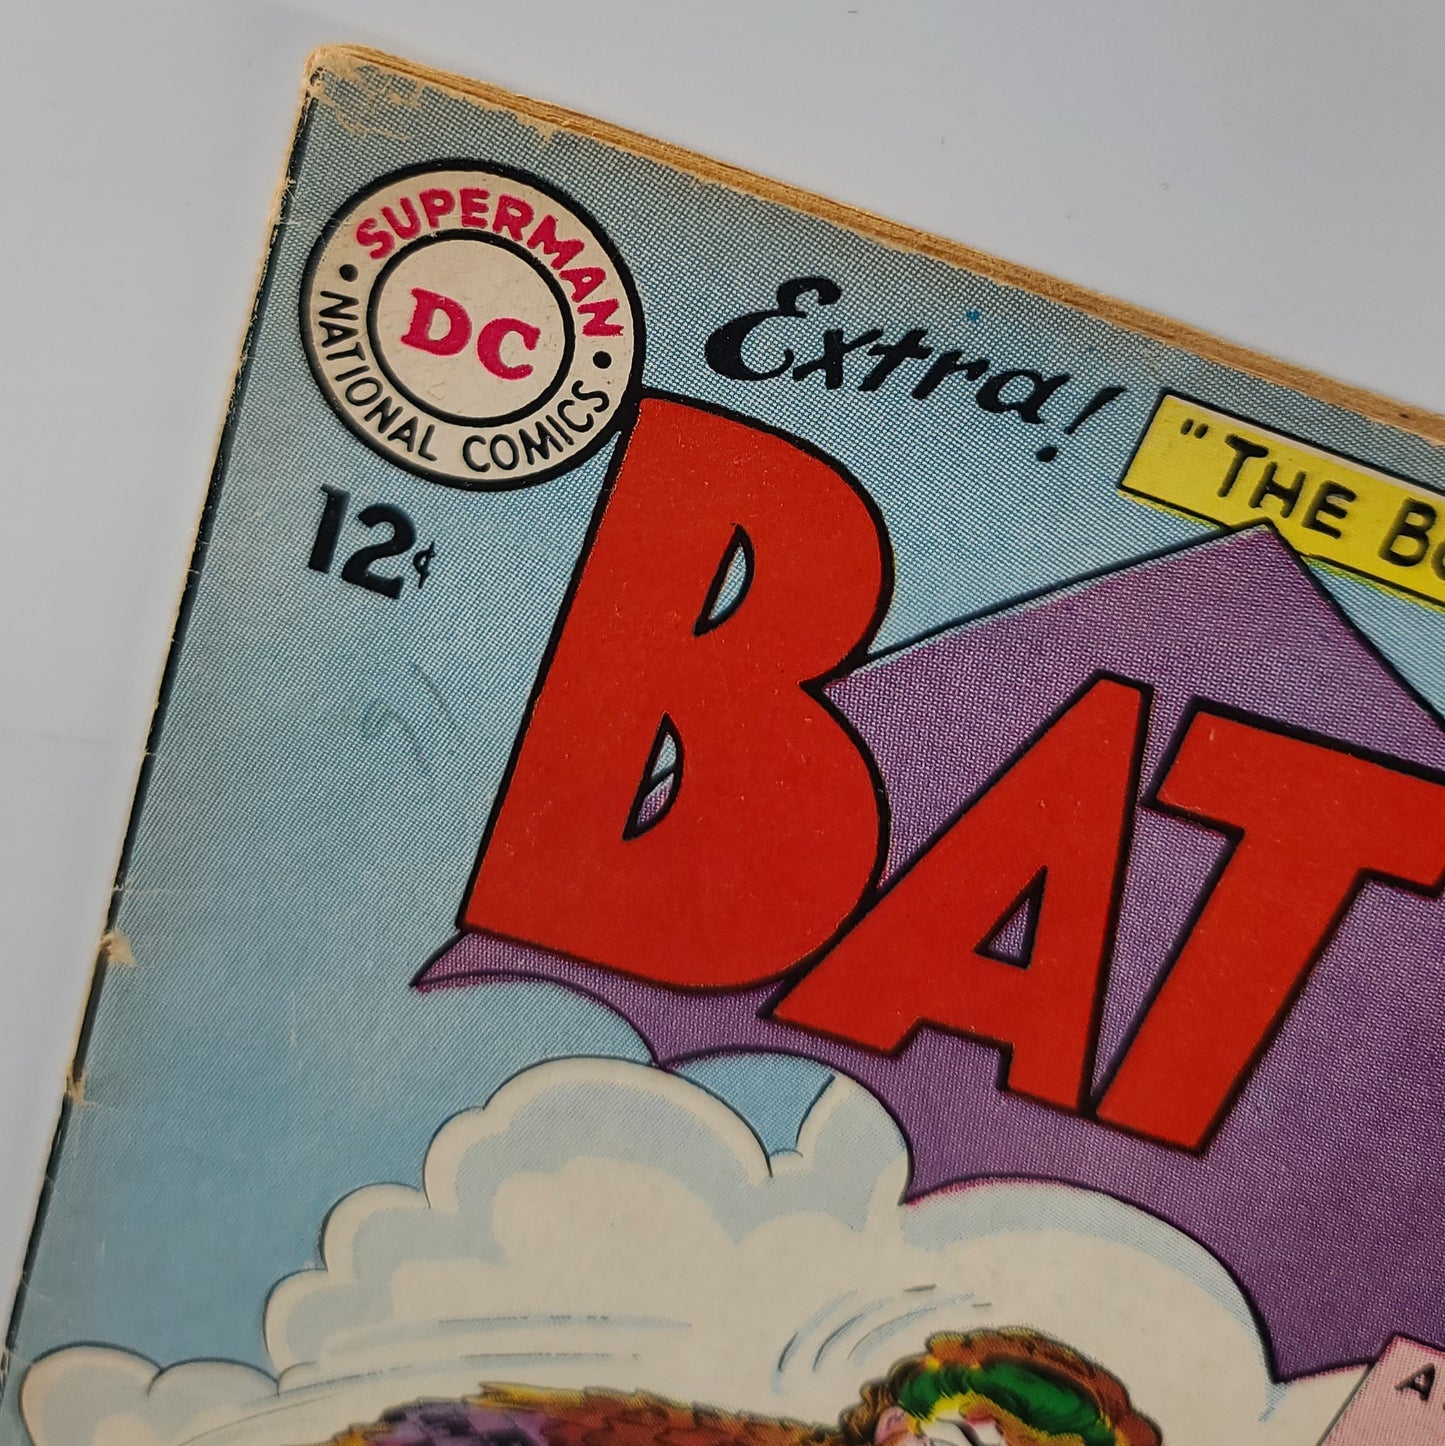 SUPERMAN
DC
NATIONAL COMICS
12¢
Extra!
"THE
BAT